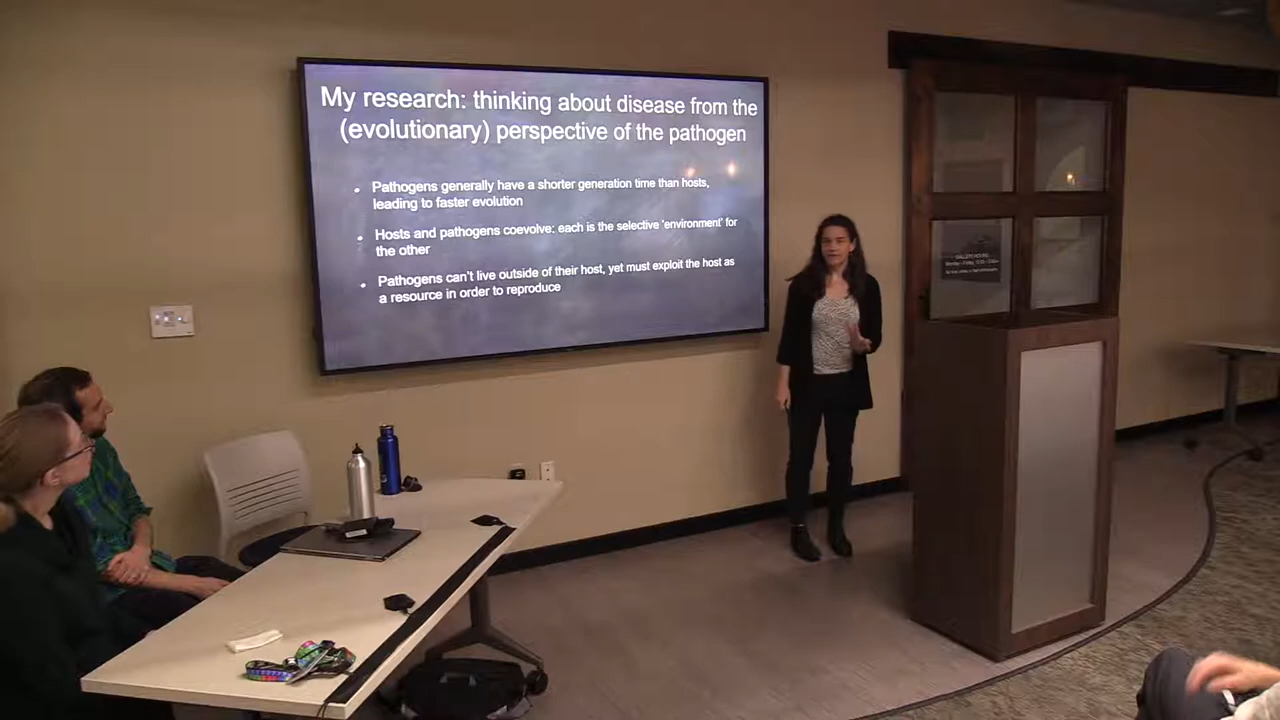 My research: thinking about disease from the
(evolutionary) perspective of the pathogen
• Pathogens generally have a shorter generation time than hosts,
leading to faster evolution
• Hosts and pathogens coevolve: each is the selective 'environment' for
the other
• Pathogens can't live outside of their host, yet must exploit the host as
a resource in order to reproduce
GALLERY HOURS: